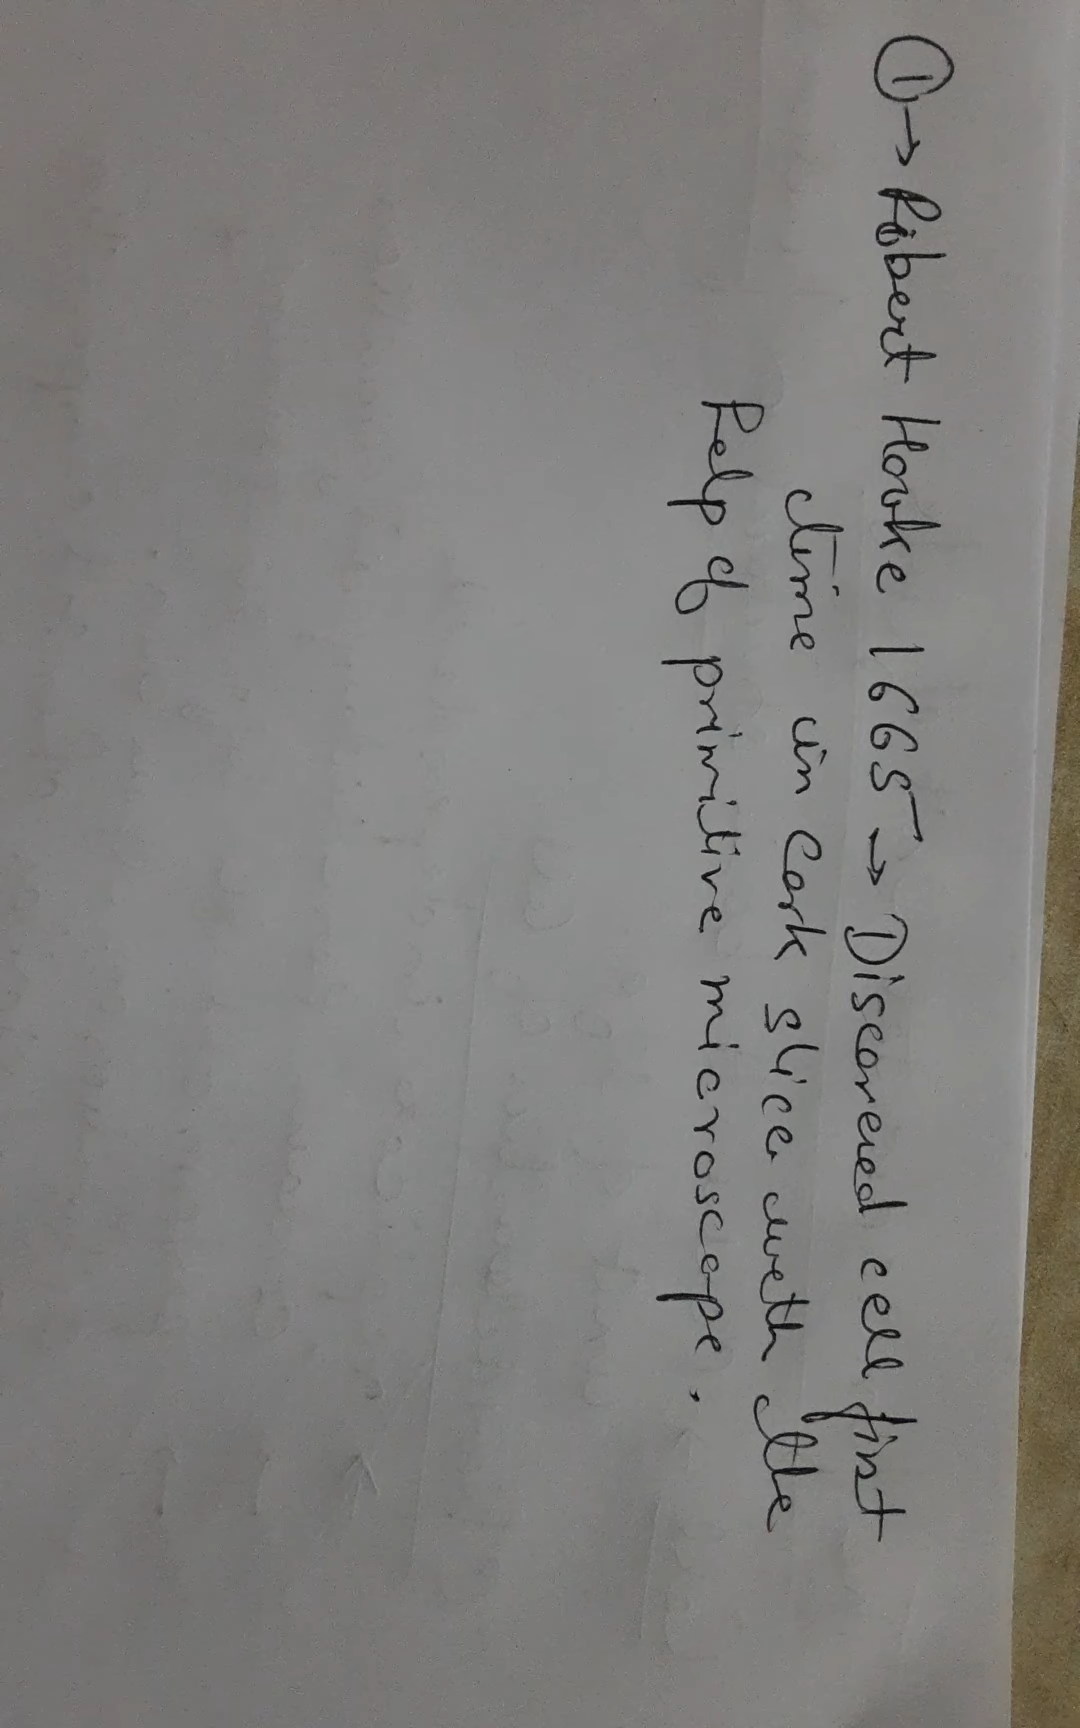 ① → Robert Hooke 1665 → Discovered cell first
time in Cork slice with the
help of primitive microscope.